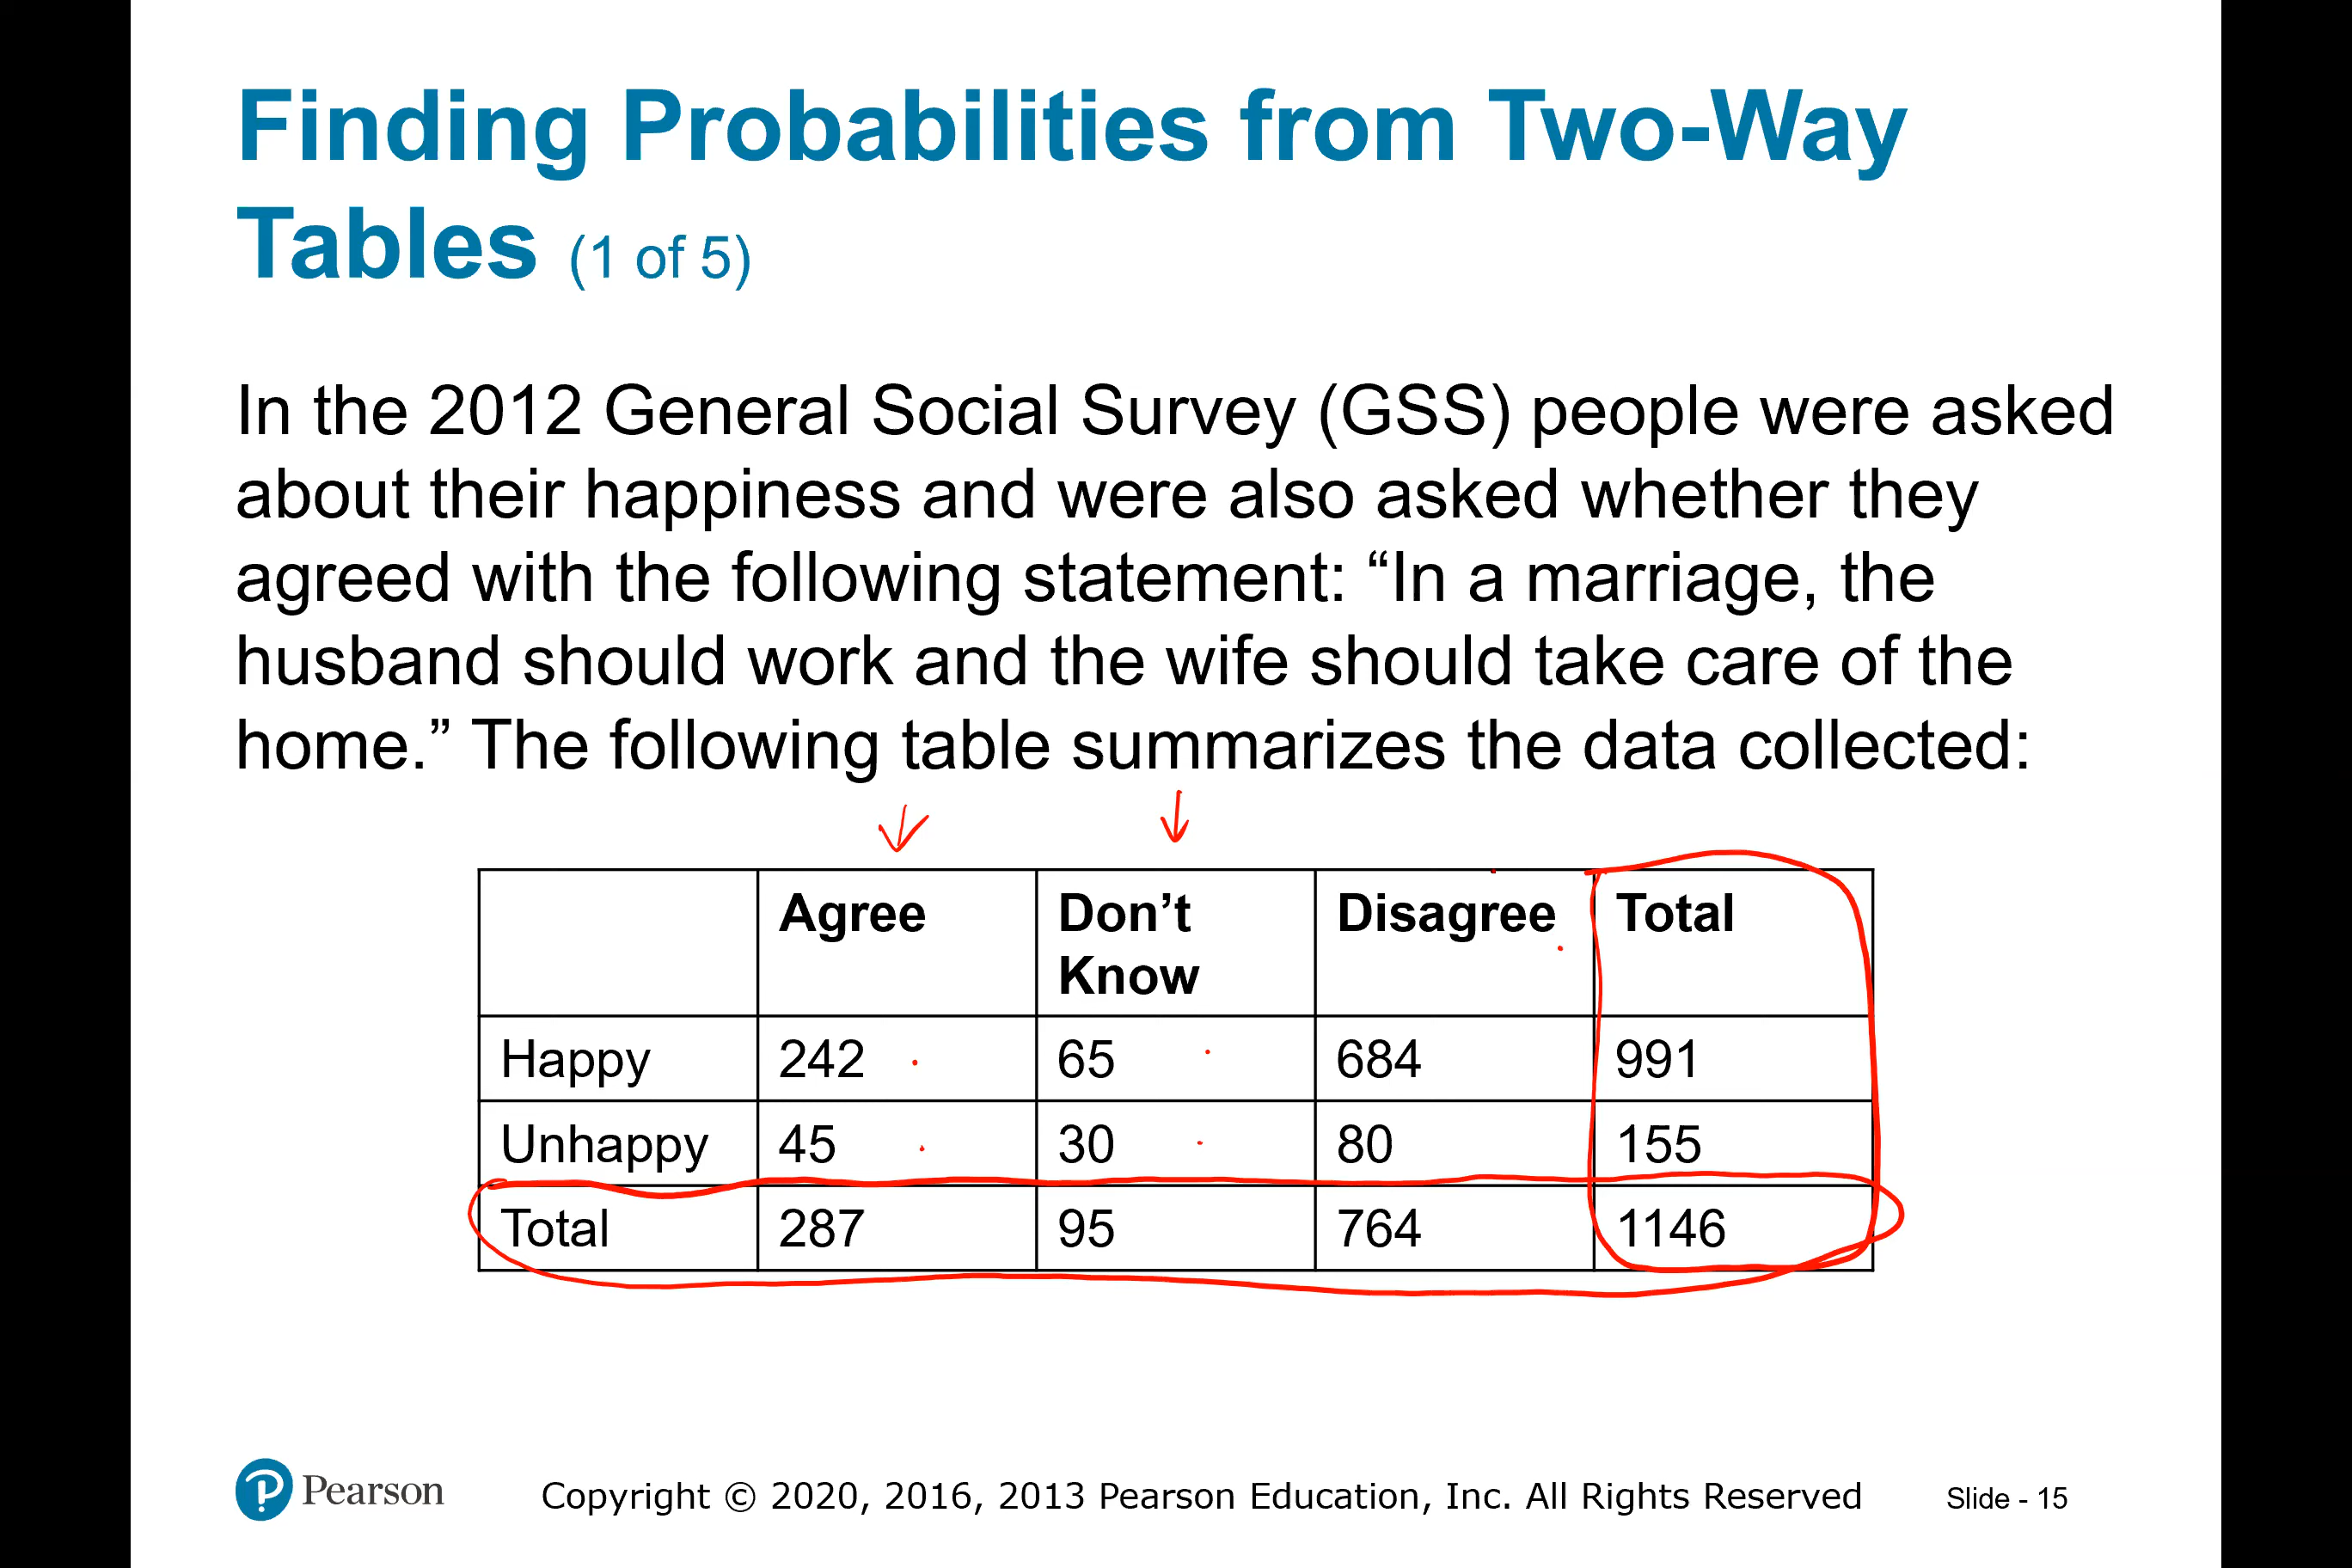 Finding Probabilities from Two-Way
Tables (1 of 5)
In the 2012 General Social Survey (GSS) people were asked
about their happiness and were also asked whether they
agreed with the following statement: “In a marriage, the
husband should work and the wife should take care of the
home.” The following table summarizes the data collected:
Agree Don’t Know Disagree Total
Happy 242 65 684 991
Unhappy 45 30 80 155
Total 287 95 764 1146
Pearson Copyright © 2020, 2016, 2013 Pearson Education, Inc. All Rights Reserved Slide - 15